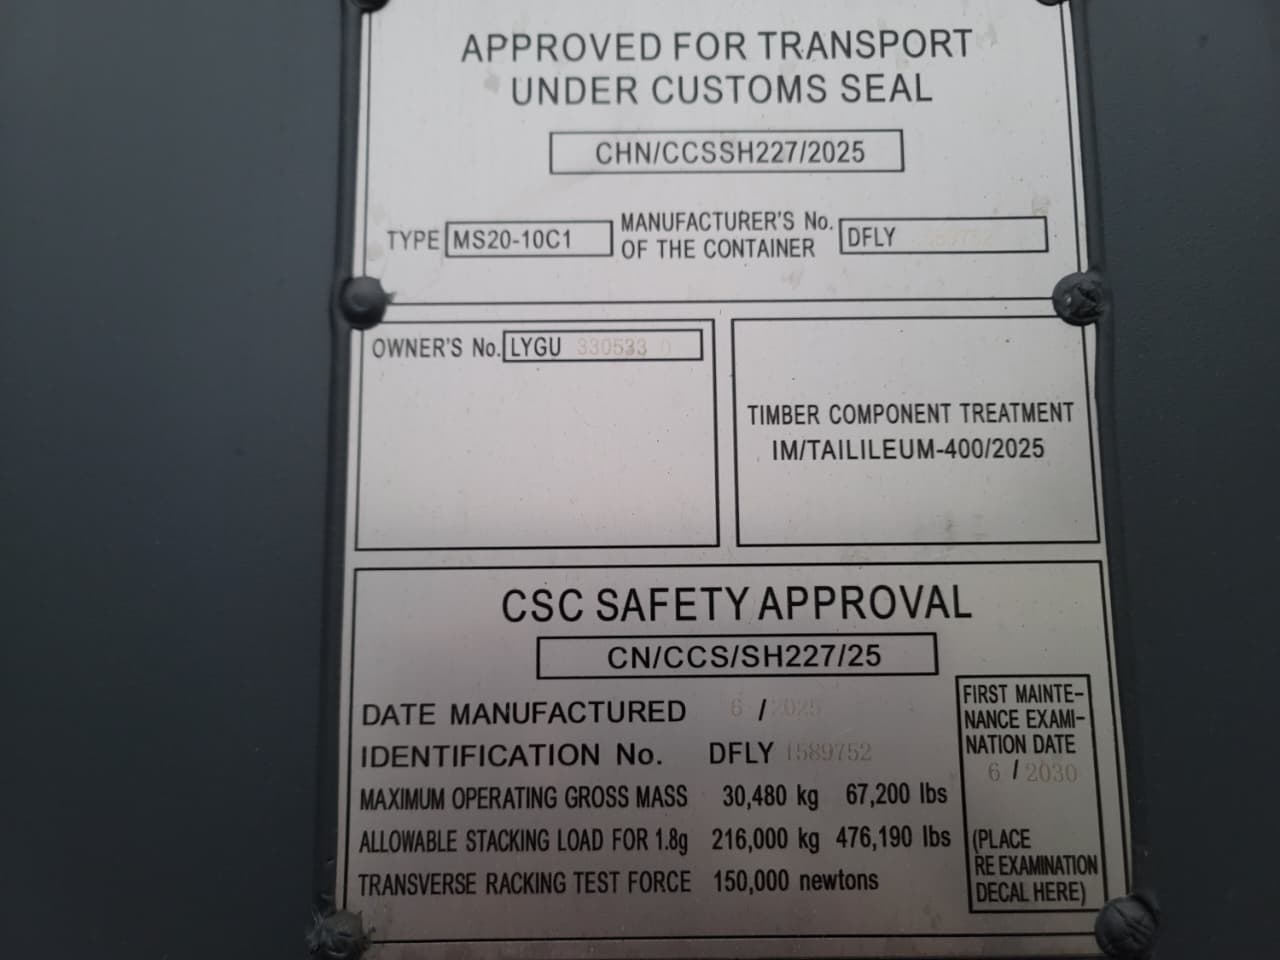 APPROVED FOR TRANSPORT
UNDER CUSTOMS SEAL
CHN/CCSSH227/2025
TYPE MS20-10C1
MANUFACTURER'S No.
OF THE CONTAINER
DFLY
OWNER'S No. LYGU 330533 0
TIMBER COMPONENT TREATMENT
IM/TAILILEUM-400/2025
CSC SAFETY APPROVAL
CN/CCS/SH227/25
DATE MANUFACTURED 6 / 2025
IDENTIFICATION No. DFLY 1589752
MAXIMUM OPERATING GROSS MASS 30,480 kg 67,200 lbs
ALLOWABLE STACKING LOAD FOR 1.8g 216,000 kg 476,190 lbs
TRANSVERSE RACKING TEST FORCE 150,000 newtons
FIRST MAINTE-
NANCE EXAMI-
NATION DATE
6 / 2030
(PLACE
RE EXAMINATION
DECAL HERE)